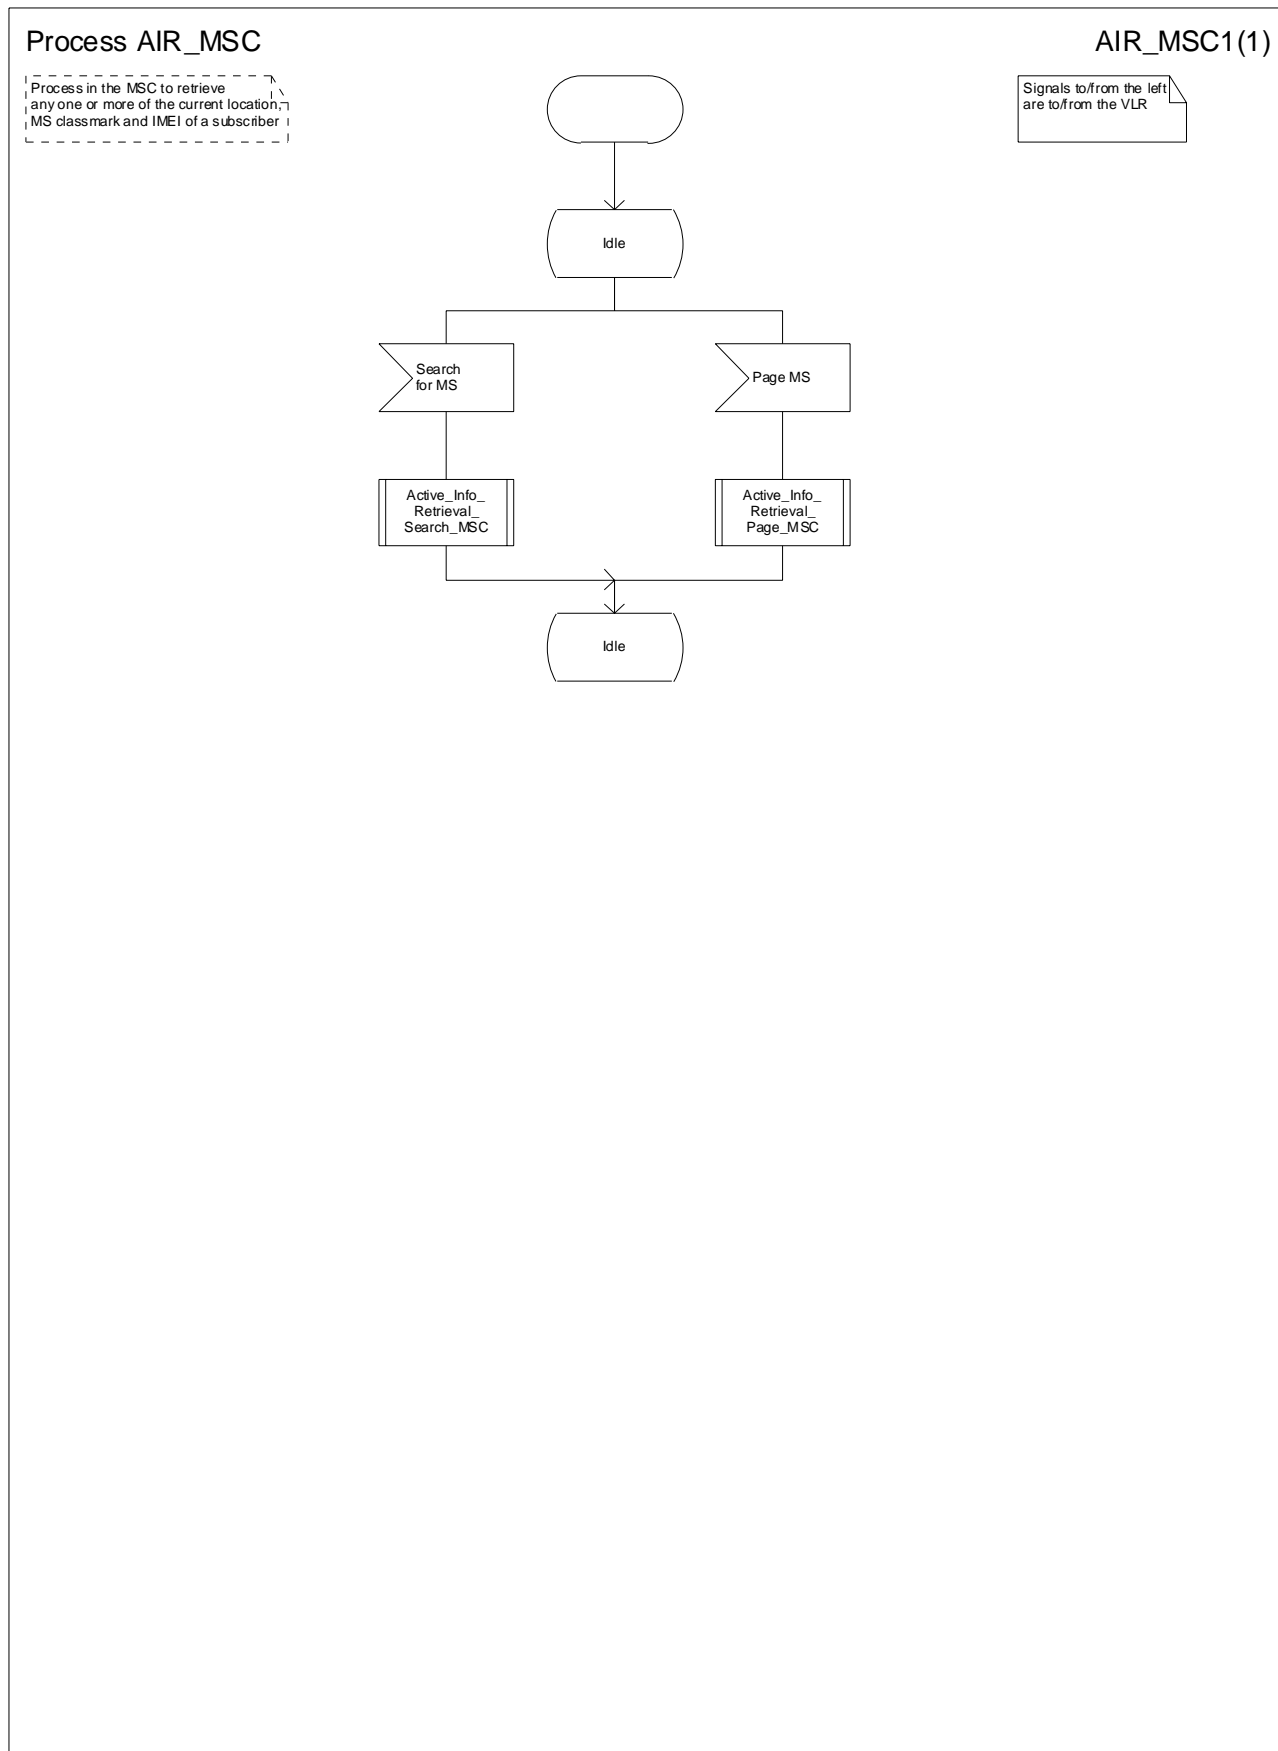 Process AIR_MSC
AIR_MSC1(1)
Process in the MSC to retrieve
any one or more of the current location,
MS classmark and IMEI of a subscriber
Signals to/from the left
are to/from the VLR
Idle
Search
for MS
Page MS
Active_Info_
Retrieval_
Search_MSC
Active_Info_
Retrieval_
Page_MSC
Idle